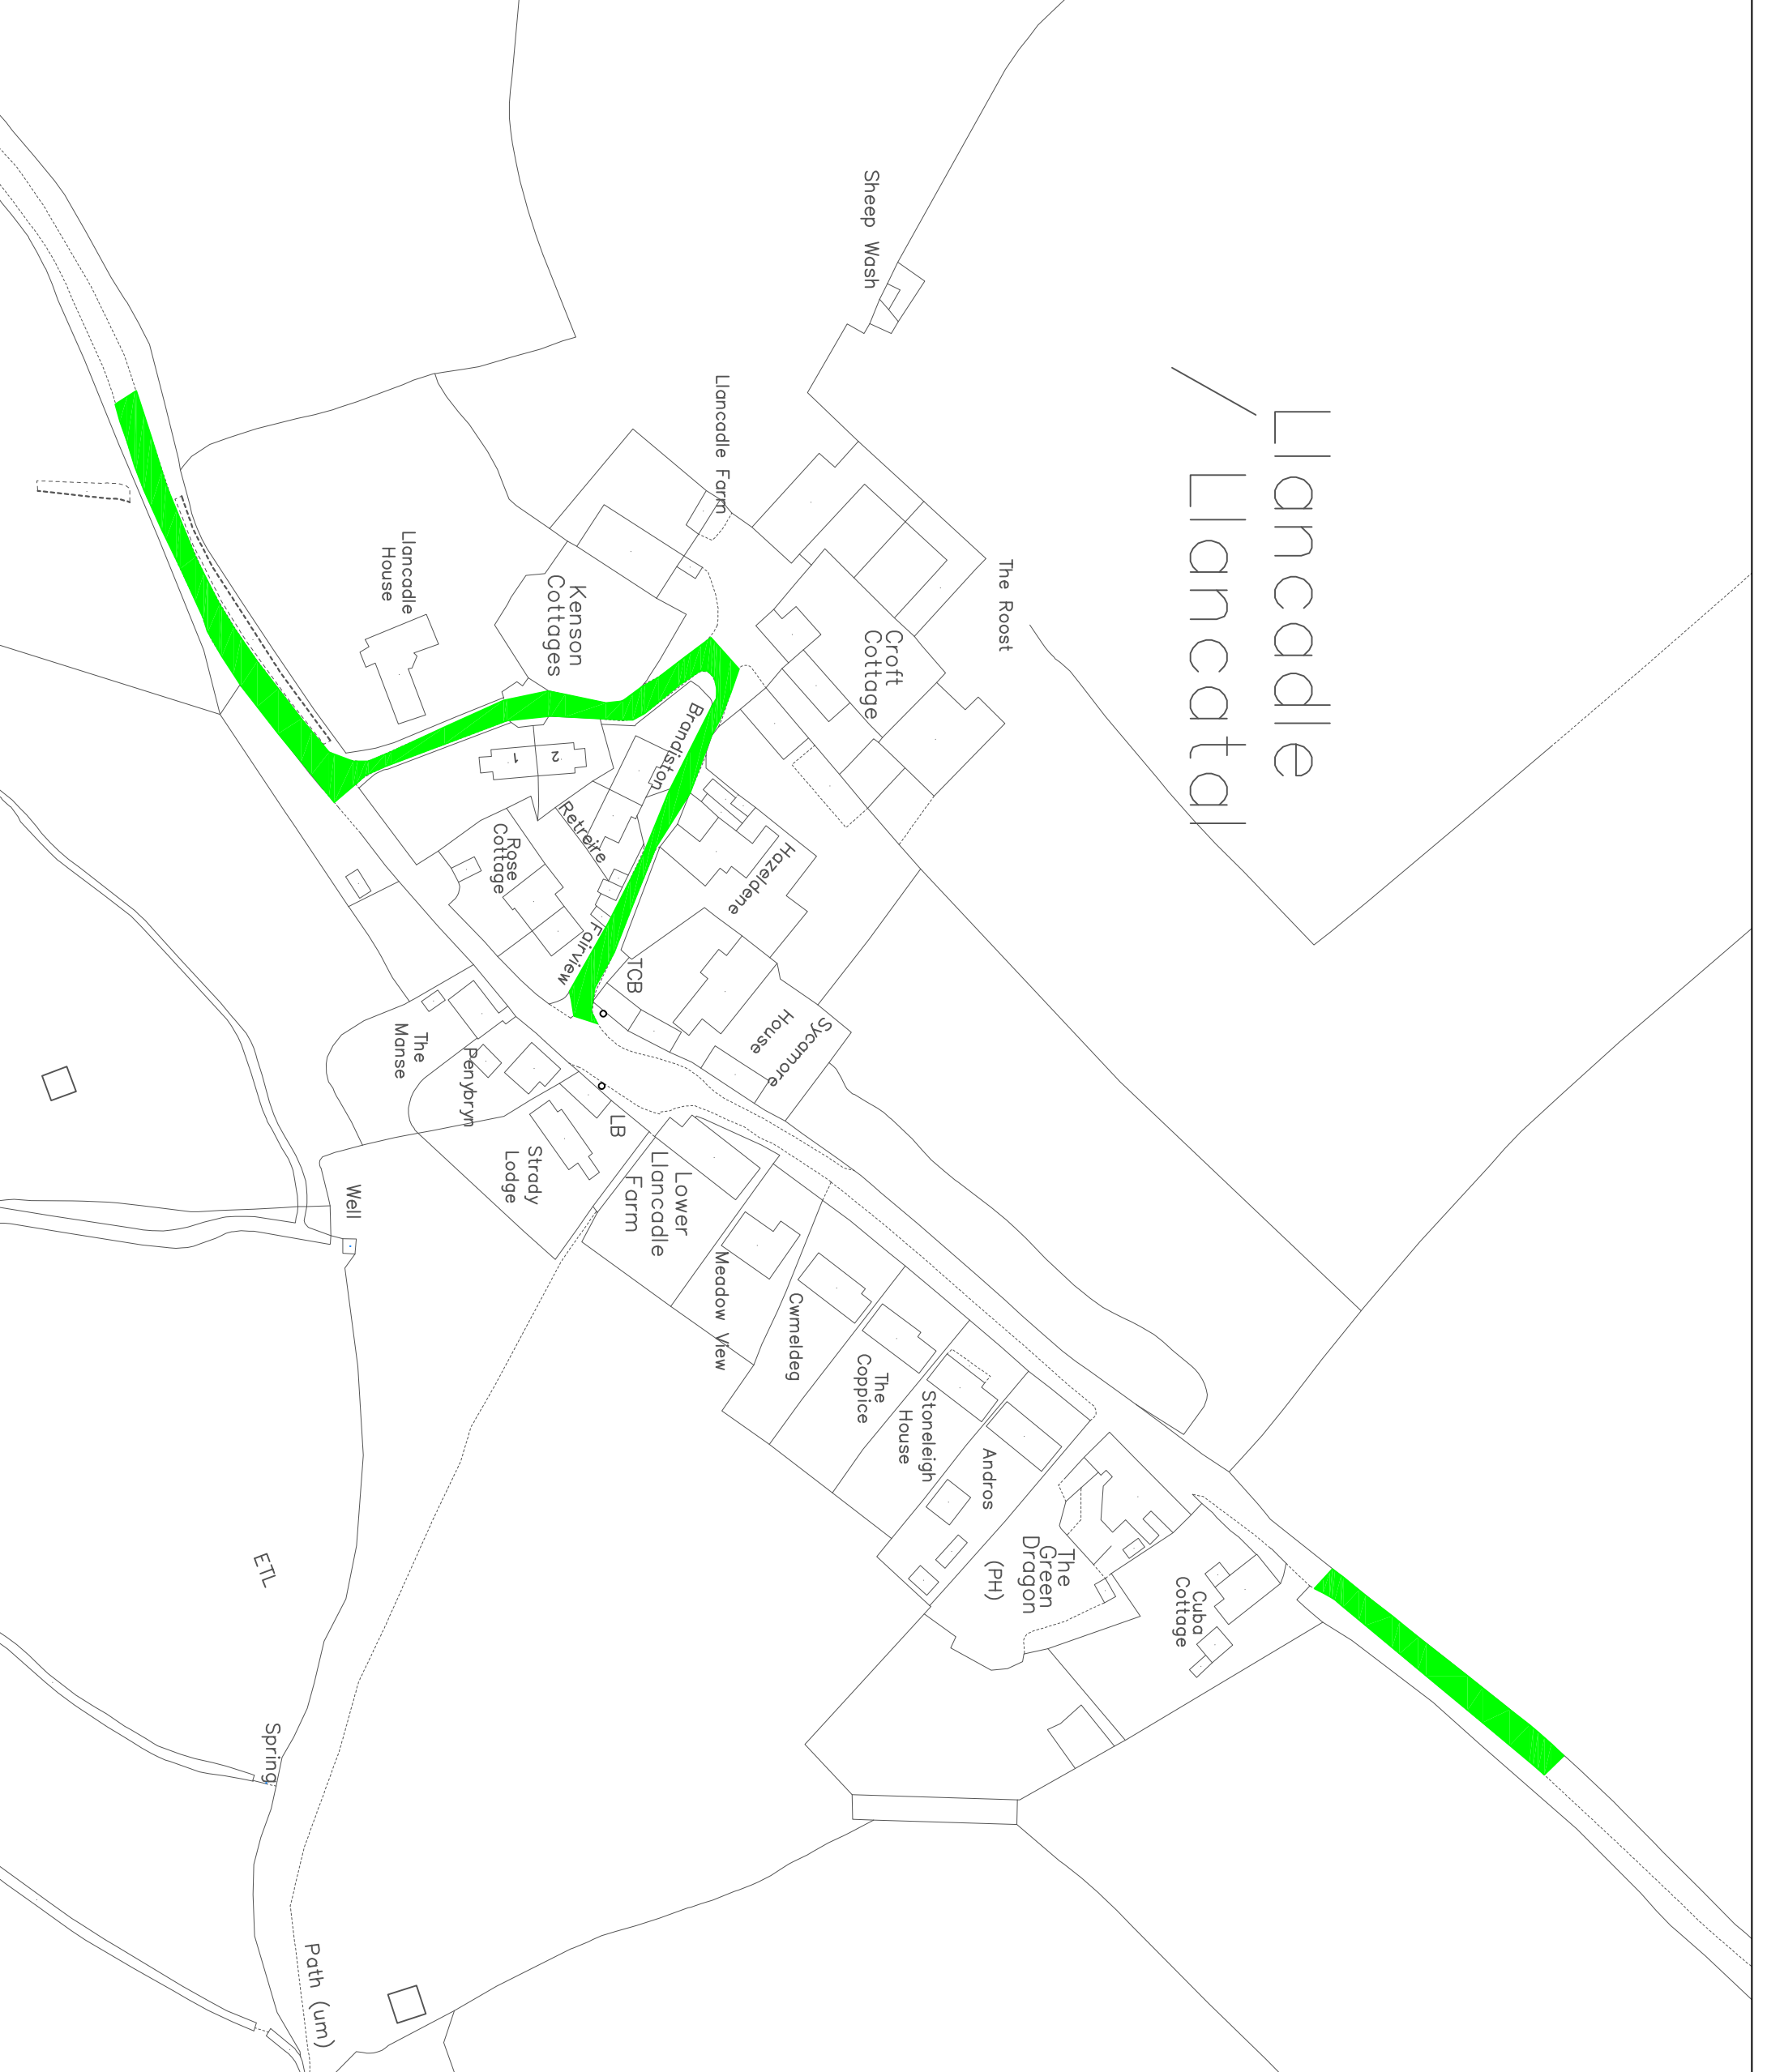 Llancadle
/
Llancatal
Sheep Wash
The Roost
Llancadle Farm
Croft
Cottage
Llancadle
House
Kenson
Cottages
1
2
Brandiston
Retreire
Rose
Cottage
Hazeldene
Fairview
TCB
Sycamore
House
The
Manse
Penybryn
LB
Strady
Lodge
Lower
Llancadle
Farm
Well
Meadow View
Cwmeldeg
The
Coppice
Stoneleigh
House
Andros
The
Green
Dragon
(PH)
Cuba
Cottage
ETL
Spring
Path (um)